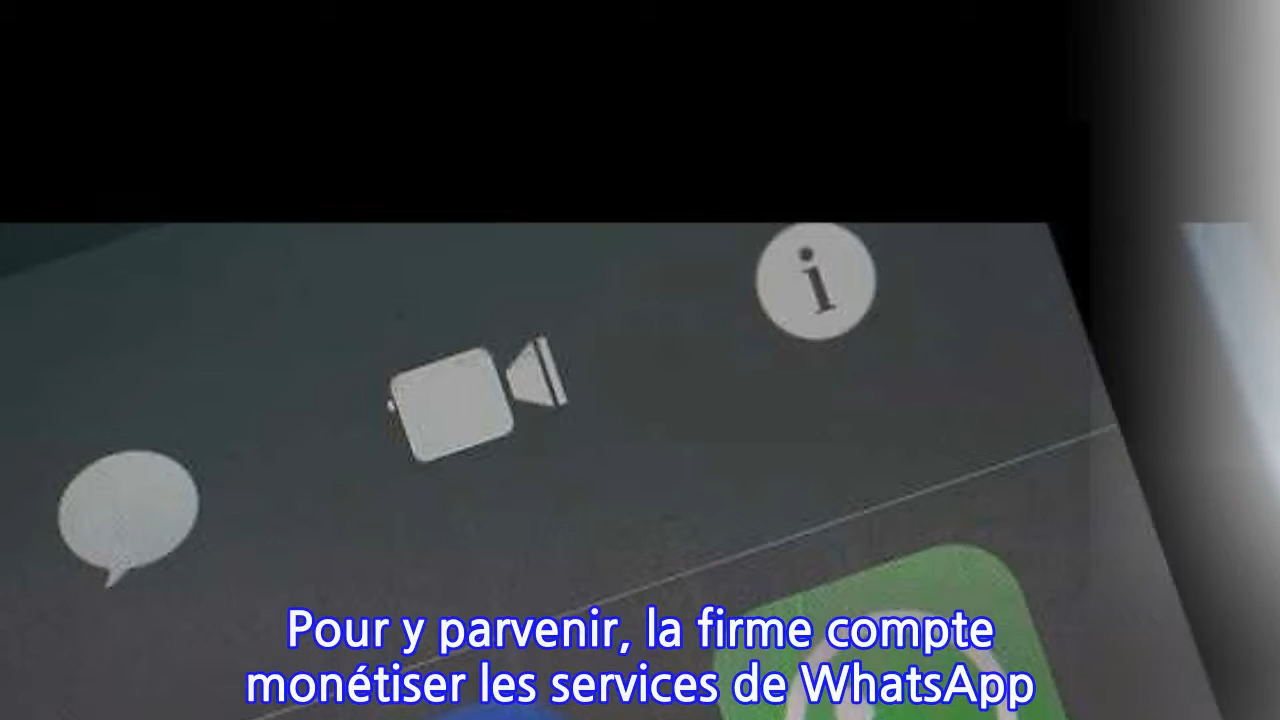 i
Pour y parvenir, la firme compte
monétiser les services de WhatsApp